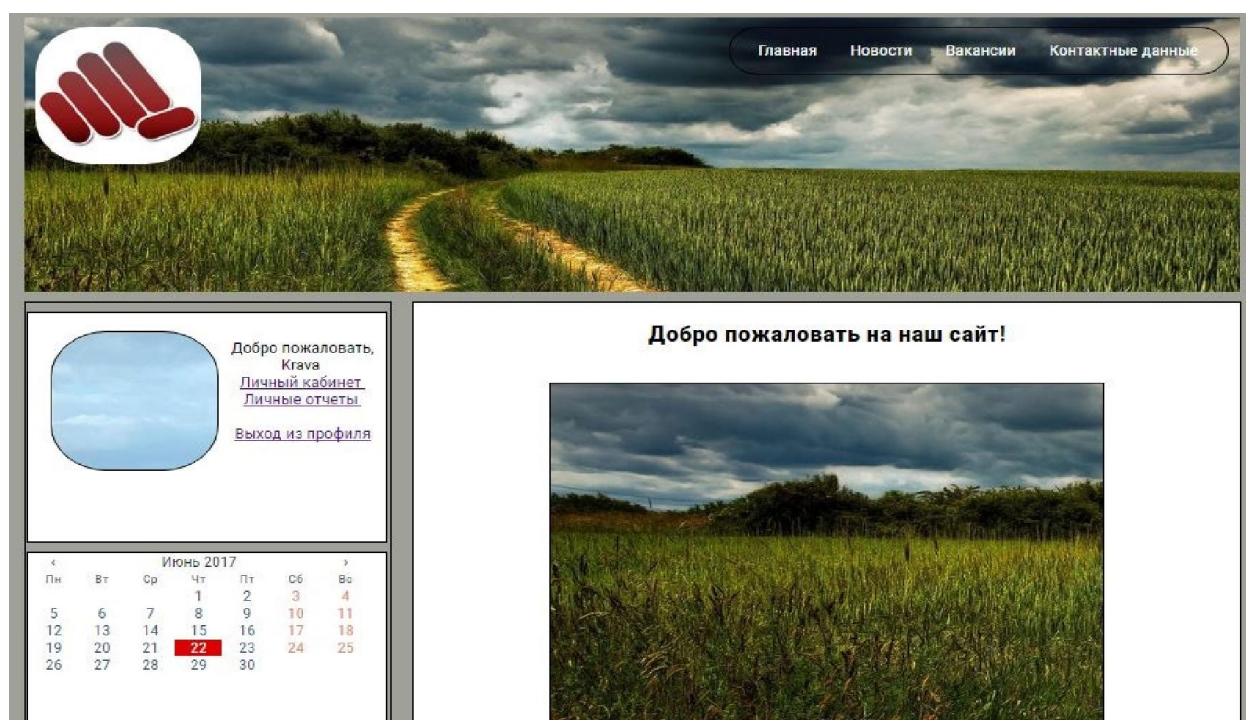 Главная Новости Вакансии Контактные данные
Добро пожаловать,
Krava
Личный кабинет
Личные отчеты
Выход из профиля
‹ Июнь 2017 ›
Пн Вт Ср Чт Пт Сб Вс
1 2 3 4
5 6 7 8 9 10 11
12 13 14 15 16 17 18
19 20 21 22 23 24 25
26 27 28 29 30
Добро пожаловать на наш сайт!